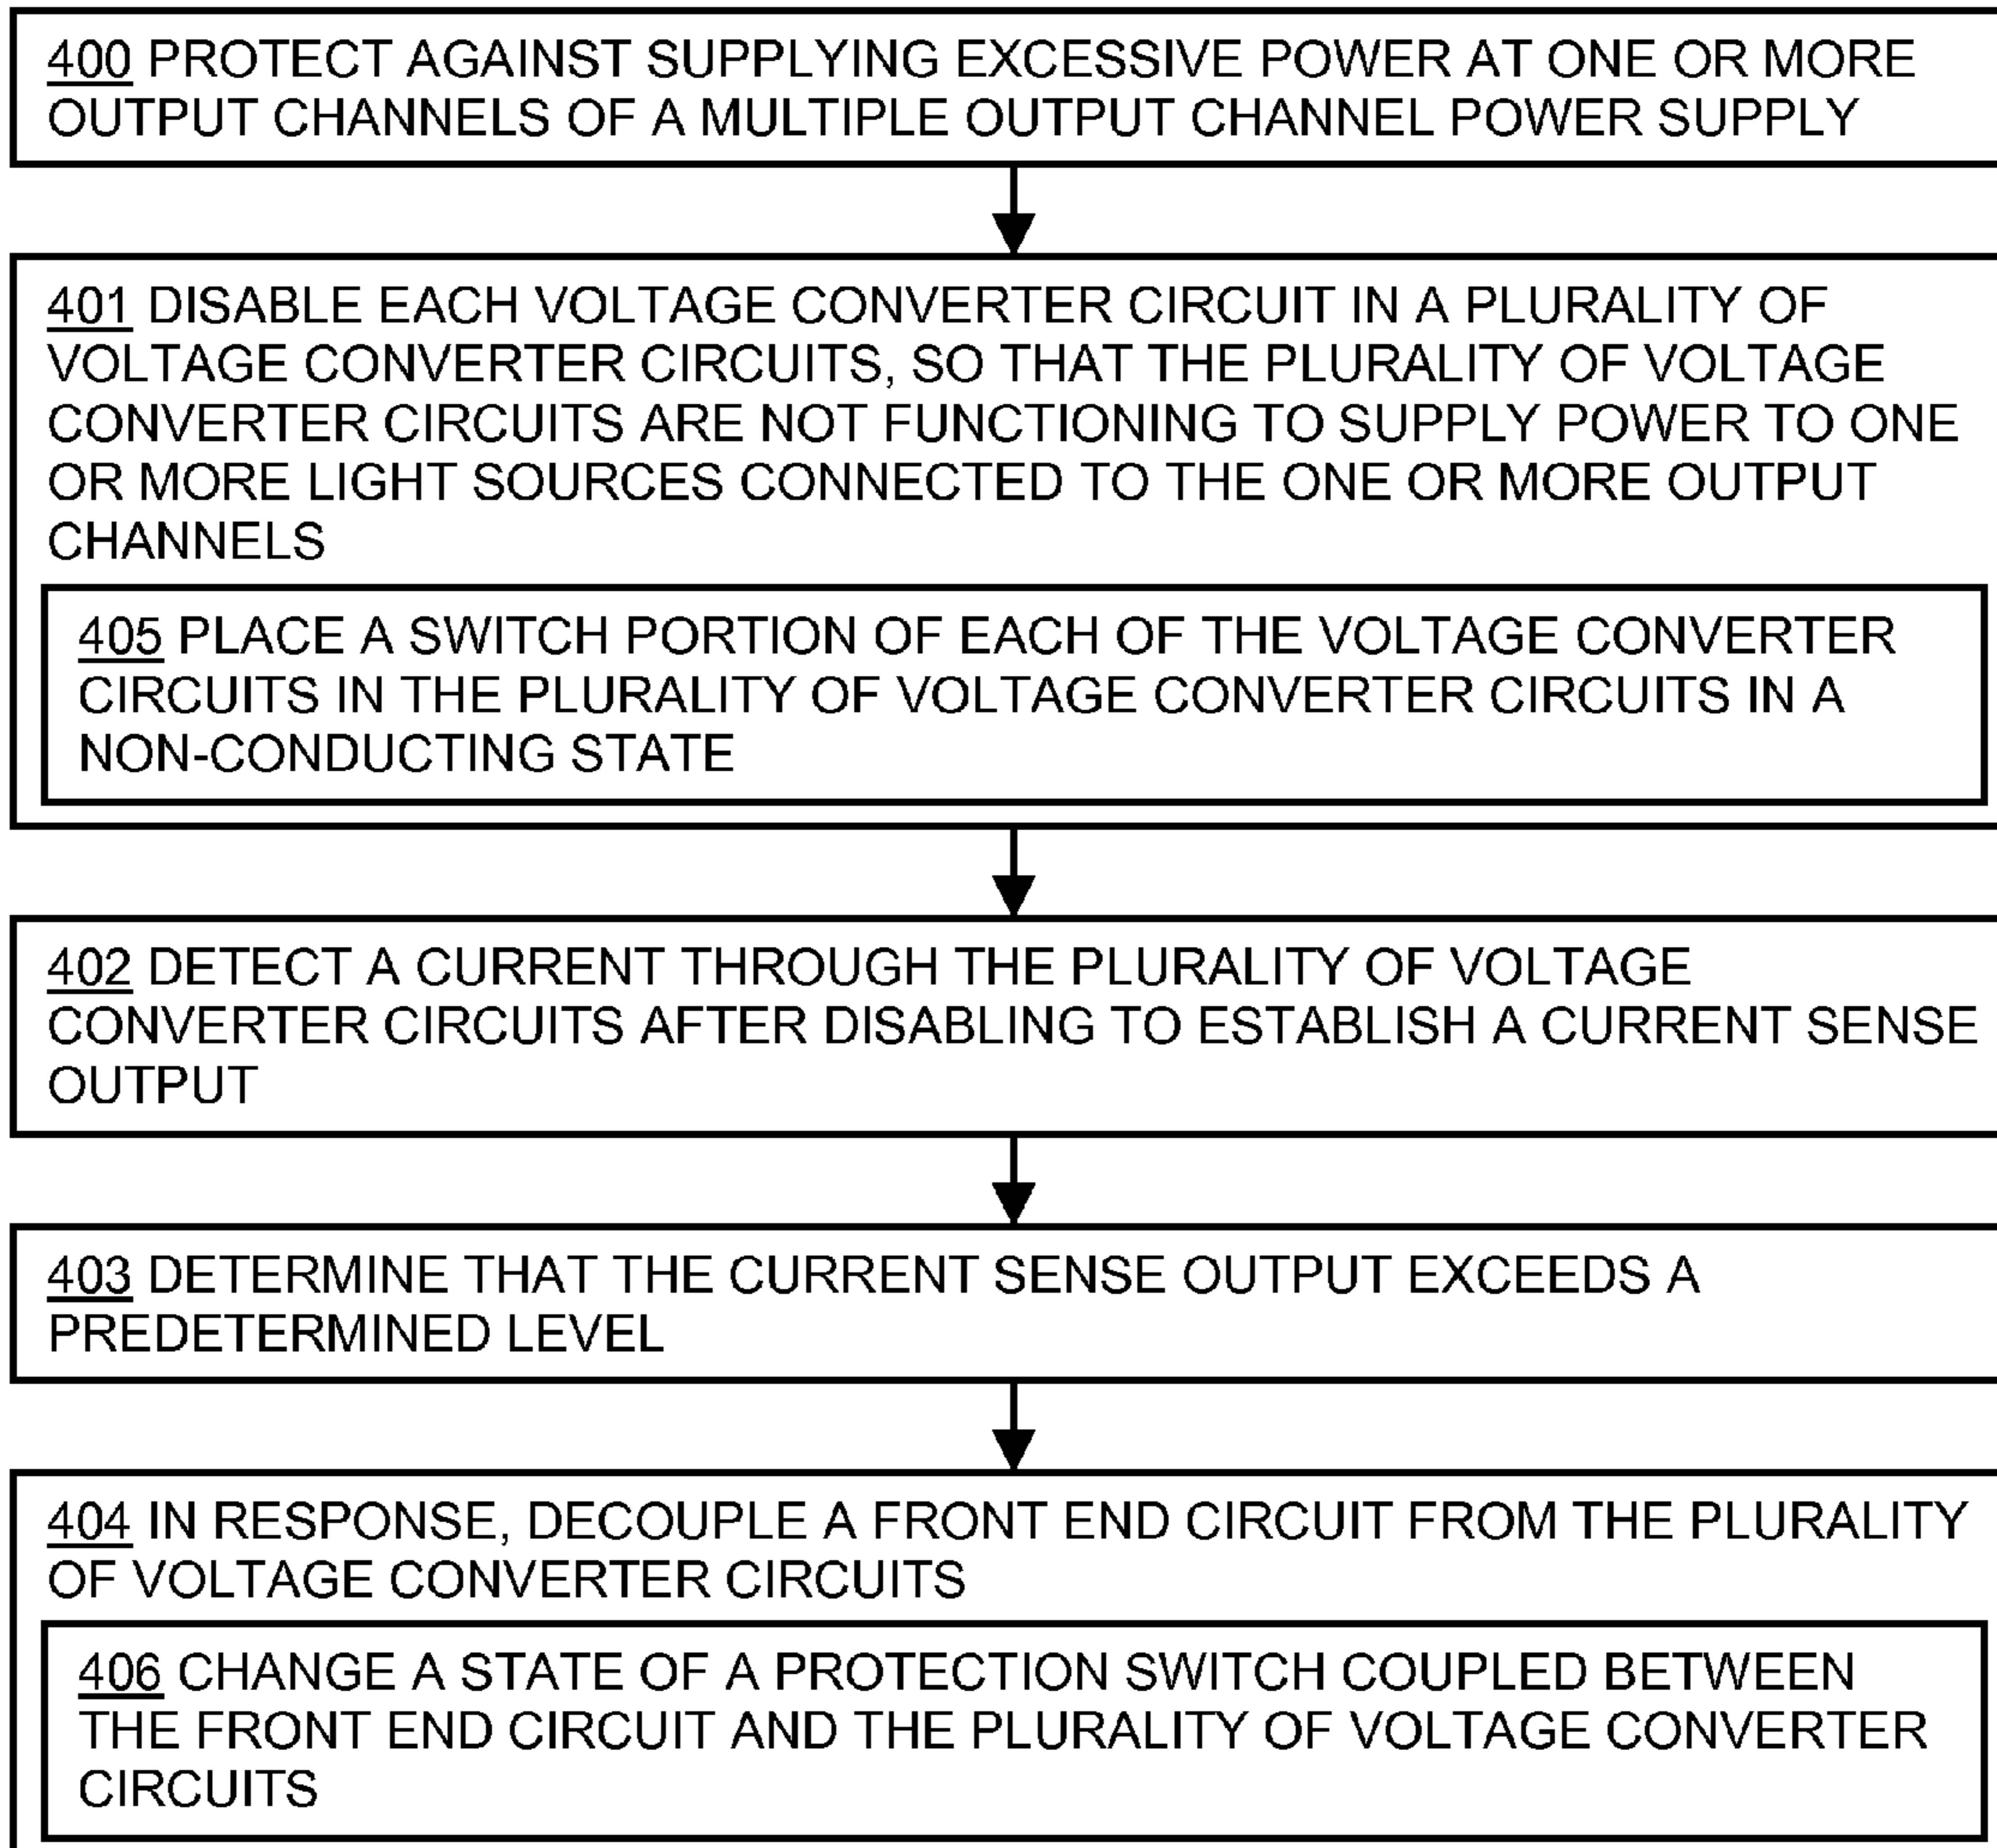 400 PROTECT AGAINST SUPPLYING EXCESSIVE POWER AT ONE OR MORE
OUTPUT CHANNELS OF A MULTIPLE OUTPUT CHANNEL POWER SUPPLY
401 DISABLE EACH VOLTAGE CONVERTER CIRCUIT IN A PLURALITY OF
VOLTAGE CONVERTER CIRCUITS, SO THAT THE PLURALITY OF VOLTAGE
CONVERTER CIRCUITS ARE NOT FUNCTIONING TO SUPPLY POWER TO ONE
OR MORE LIGHT SOURCES CONNECTED TO THE ONE OR MORE OUTPUT
CHANNELS
405 PLACE A SWITCH PORTION OF EACH OF THE VOLTAGE CONVERTER
CIRCUITS IN THE PLURALITY OF VOLTAGE CONVERTER CIRCUITS IN A
NON-CONDUCTING STATE
402 DETECT A CURRENT THROUGH THE PLURALITY OF VOLTAGE
CONVERTER CIRCUITS AFTER DISABLING TO ESTABLISH A CURRENT SENSE
OUTPUT
403 DETERMINE THAT THE CURRENT SENSE OUTPUT EXCEEDS A
PREDETERMINED LEVEL
404 IN RESPONSE, DECOUPLE A FRONT END CIRCUIT FROM THE PLURALITY
OF VOLTAGE CONVERTER CIRCUITS
406 CHANGE A STATE OF A PROTECTION SWITCH COUPLED BETWEEN
THE FRONT END CIRCUIT AND THE PLURALITY OF VOLTAGE CONVERTER
CIRCUITS